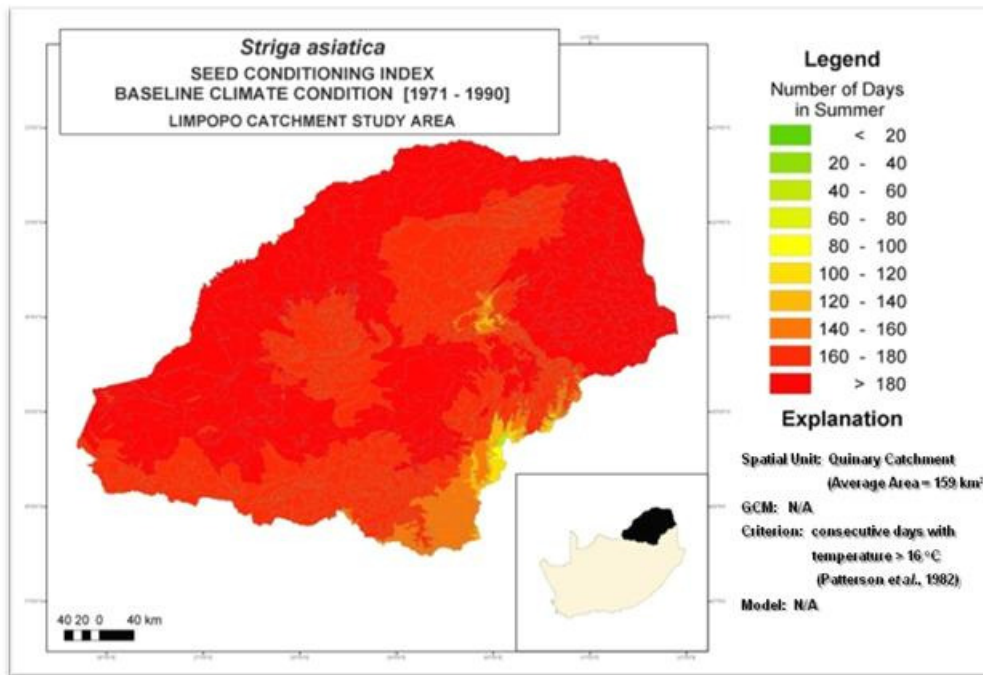 Striga asiatica
SEED CONDITIONING INDEX
BASELINE CLIMATE CONDITION [1971 - 1990]
LIMPOPO CATCHMENT STUDY AREA
Legend
Number of Days
in Summer
< 20
20 - 40
40 - 60
60 - 80
80 - 100
100 - 120
120 - 140
140 - 160
160 - 180
> 180
Explanation
Spatial Unit: Quinary Catchment
(Average Area = 159 km²
GCM: N/A
Criterion: consecutive days with
temperature > 16 °C
(Patterson et al., 1982)
Model: N/A
40 20 0 40 km